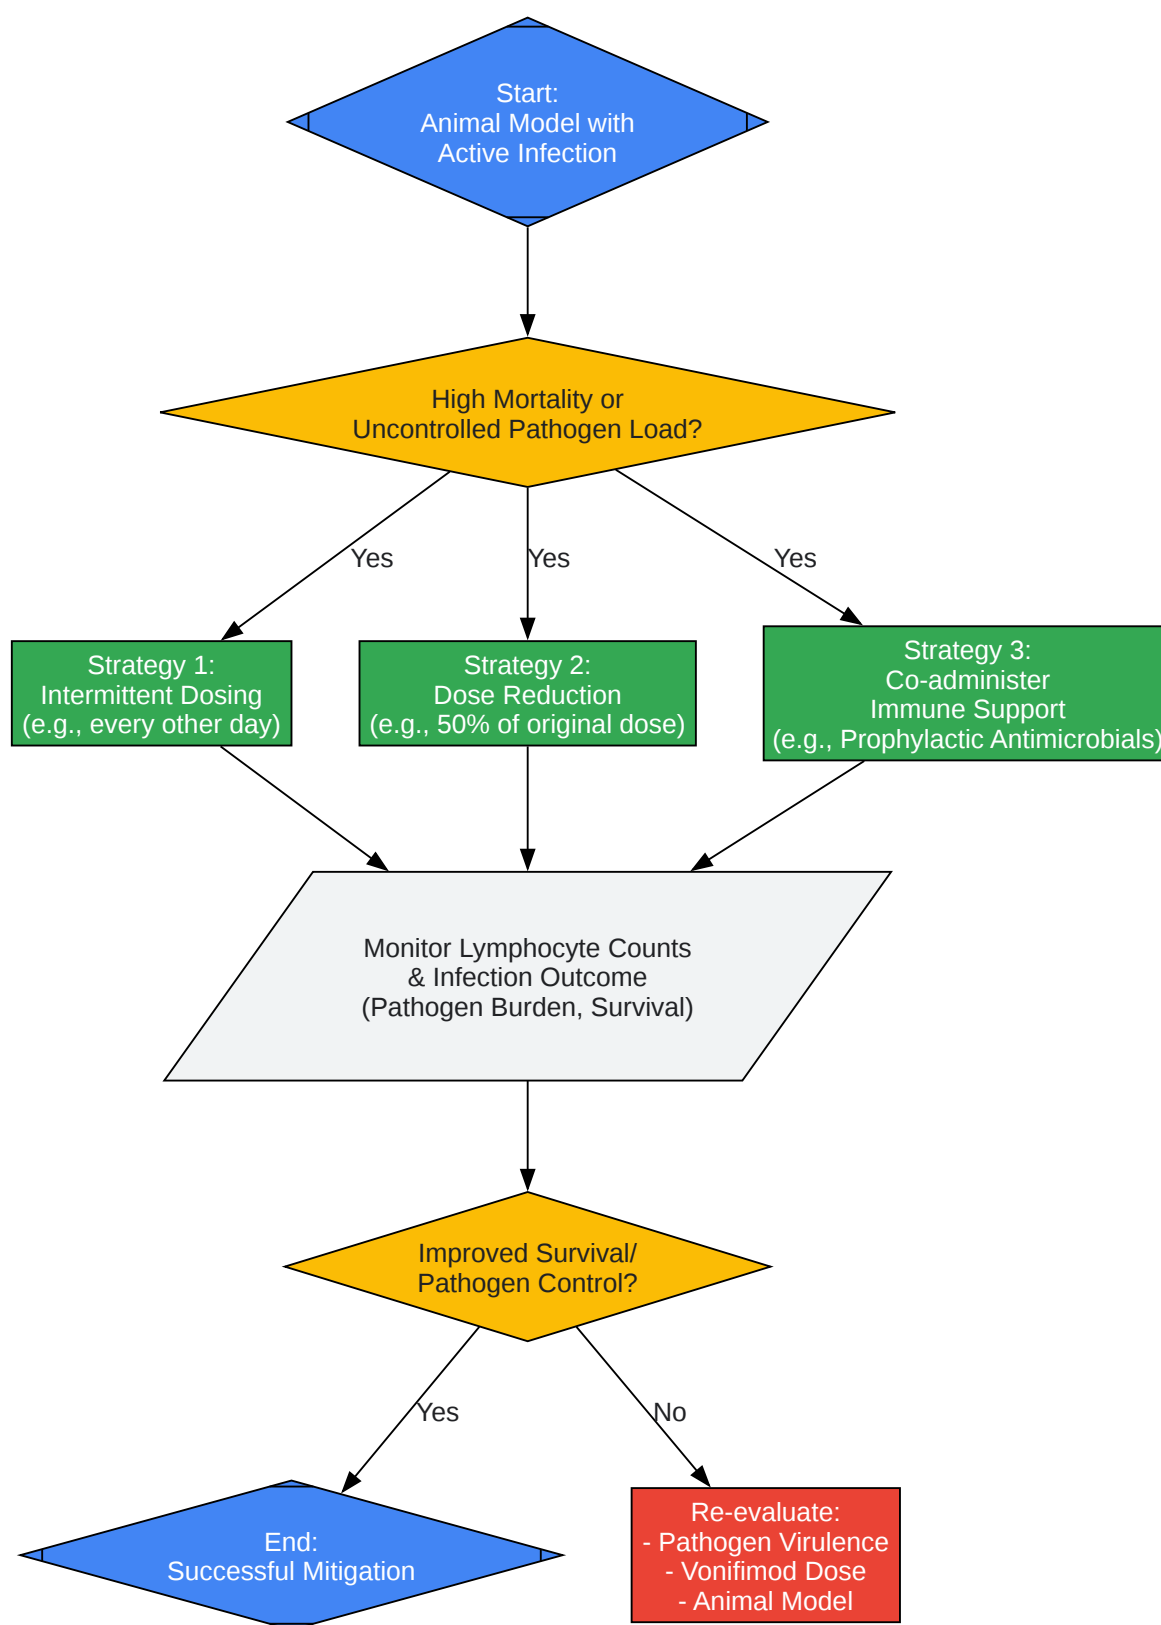 Start:
Animal Model with
Active Infection
High Mortality or
Uncontrolled Pathogen Load?
Yes
Yes
Yes
Strategy 1:
Intermittent Dosing
(e.g., every other day)
Strategy 2:
Dose Reduction
(e.g., 50% of original dose)
Strategy 3:
Co-administer
Immune Support
(e.g., Prophylactic Antimicrobials)
Monitor Lymphocyte Counts
& Infection Outcome
(Pathogen Burden, Survival)
Improved Survival/
Pathogen Control?
Yes
No
End:
Successful Mitigation
Re-evaluate:
- Pathogen Virulence
- Vonifimod Dose
- Animal Model